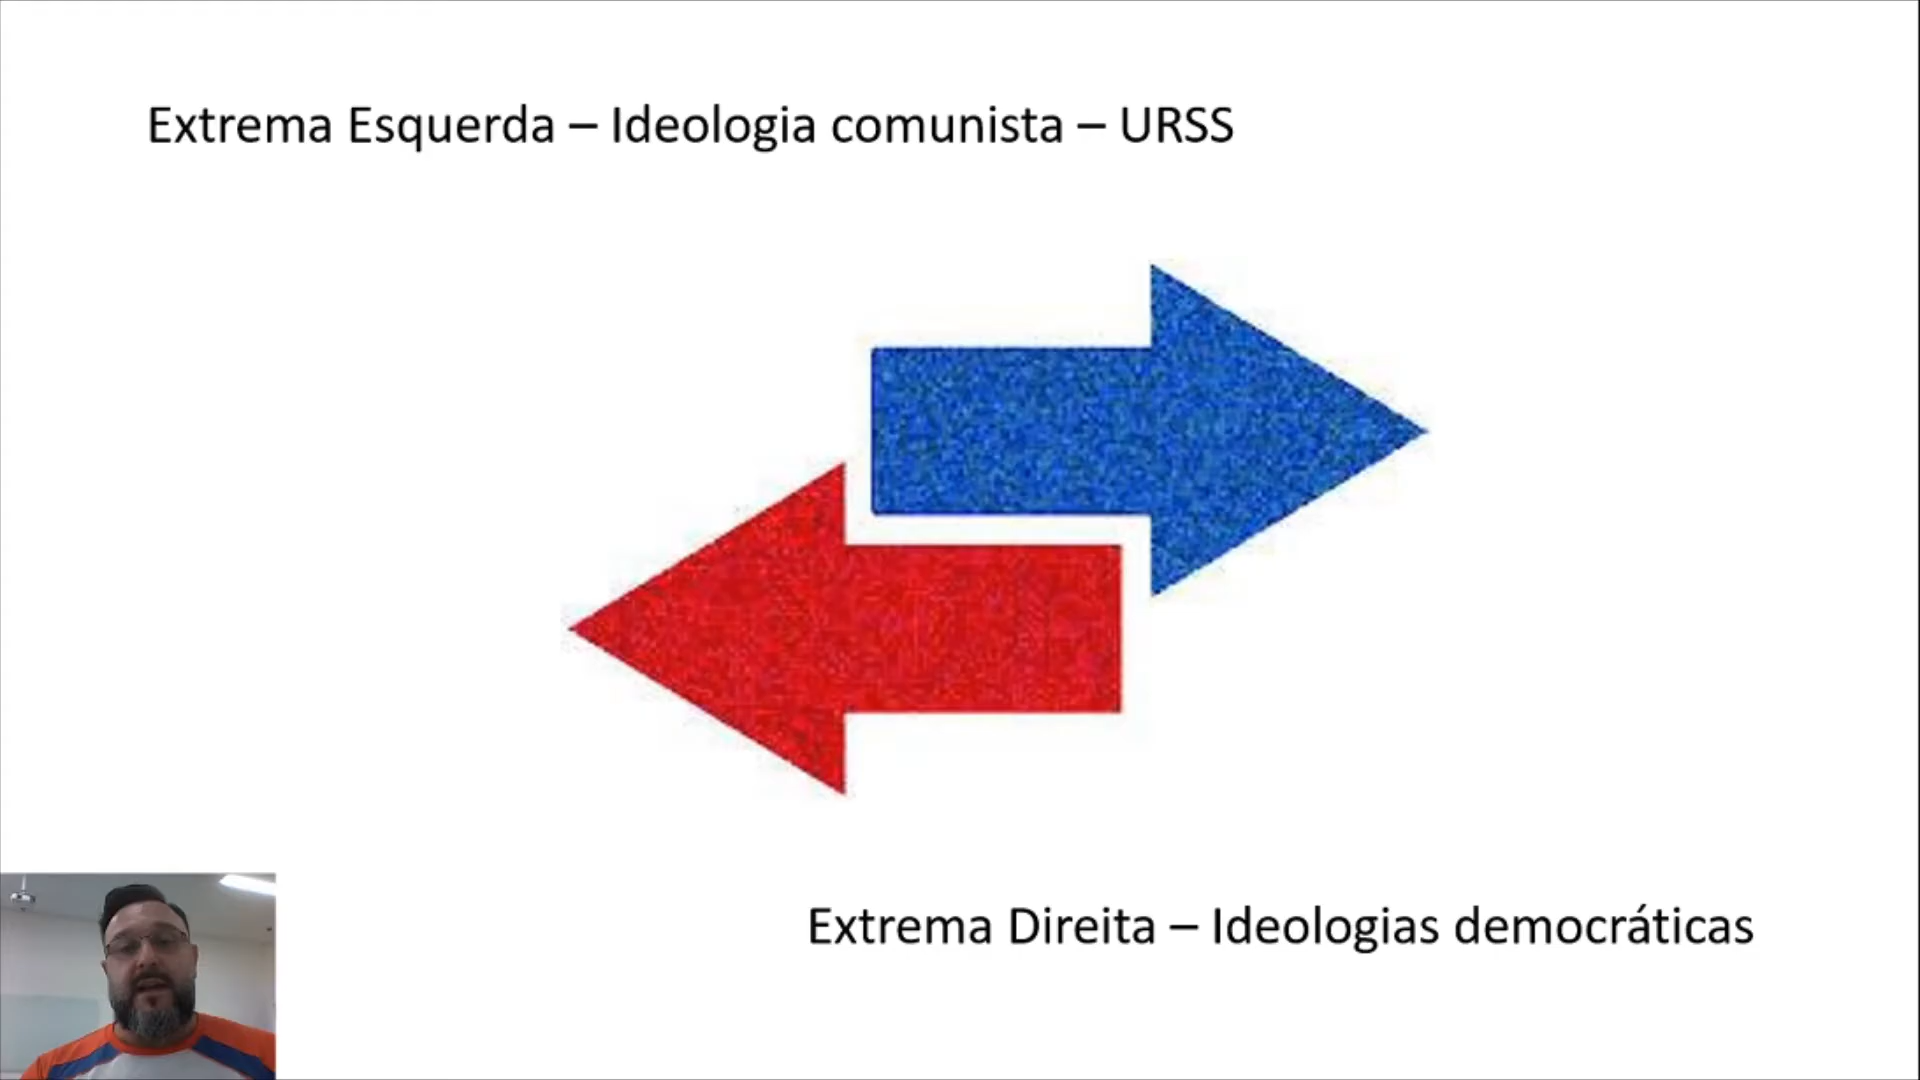 Extrema Esquerda – Ideologia comunista – URSS
Extrema Direita – Ideologias democráticas